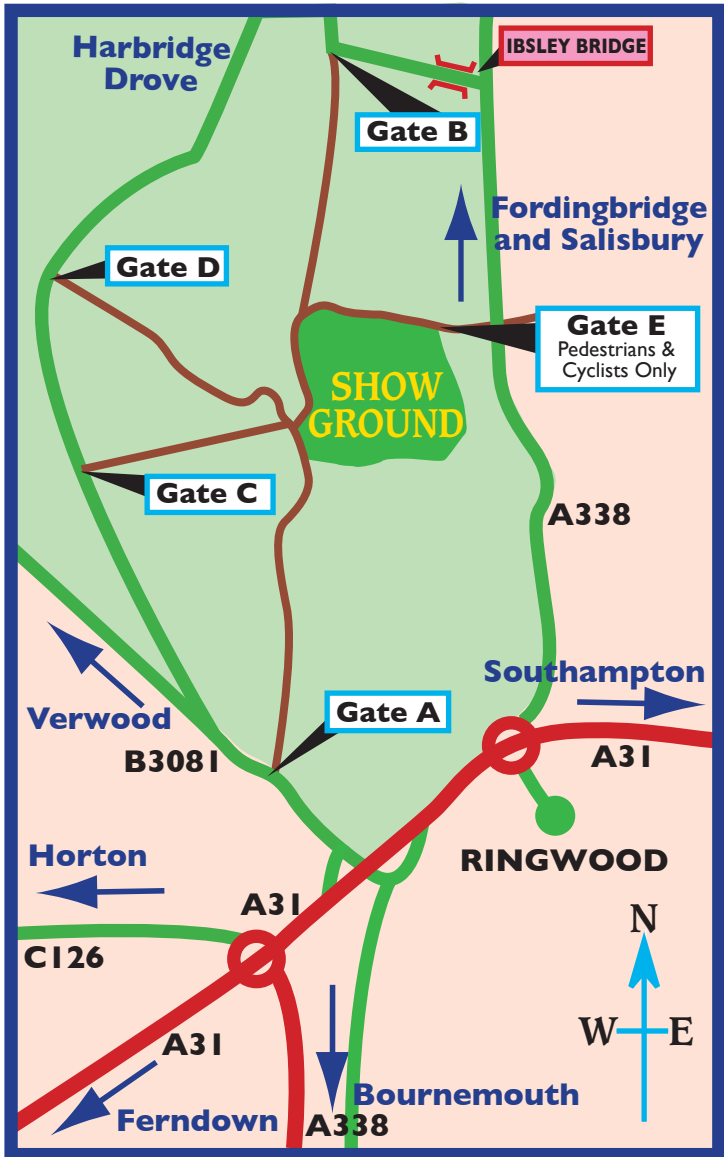 Harbridge
Drove
IBSLEY BRIDGE
Gate B
Fordingbridge
and Salisbury
Gate D
Gate E
Pedestrians &
Cyclists Only
SHOW
GROUND
Gate C
A338
Southampton
Verwood
Gate A
B3081
A31
Horton
RINGWOOD
A31
N
C126
W E
A31
Bournemouth
Ferndown
A338